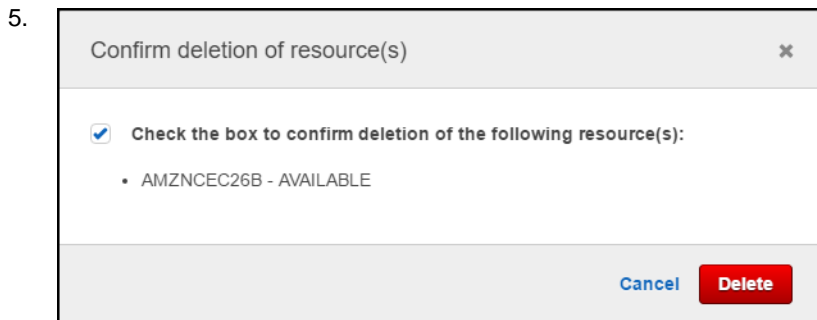 5.
Confirm deletion of resource(s)
Check the box to confirm deletion of the following resource(s):
• AMZNCEC26B - AVAILABLE
Cancel Delete